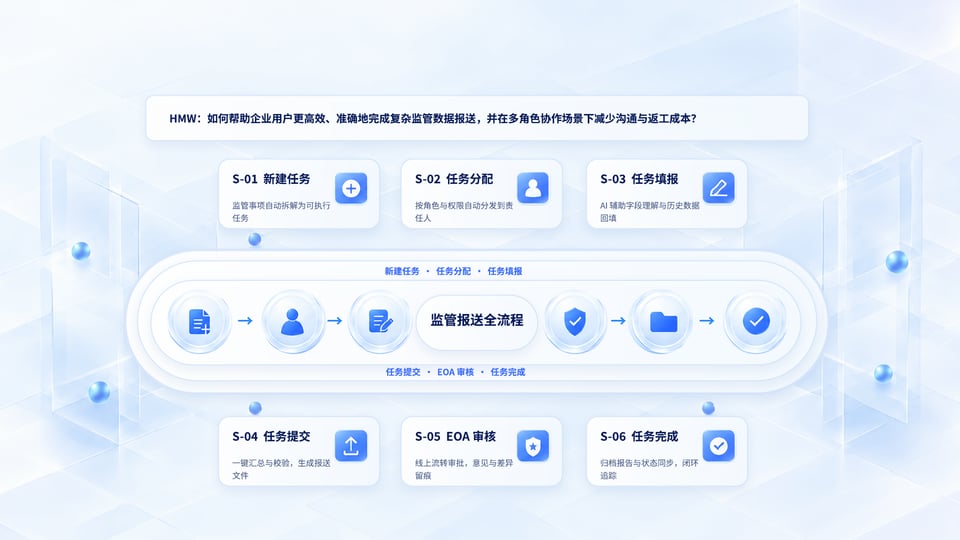 HMW：如何帮助企业用户更高效、准确地完成复杂监管数据报送，并在多角色协作场景下减少沟通与返工成本？
S-01 新建任务
监管事项自动拆解为可执行
任务
S-02 任务分配
按角色与权限自动分发到责
任人
S-03 任务填报
AI 辅助字段理解与历史数据
回填
新建任务 · 任务分配 · 任务填报
监管报送全流程
任务提交 · EOA 审核 · 任务完成
S-04 任务提交
一键汇总与校验，生成报送
文件
S-05 EOA 审核
线上流转审批，意见与差异
留痕
S-06 任务完成
归档报告与状态同步，闭环
追踪